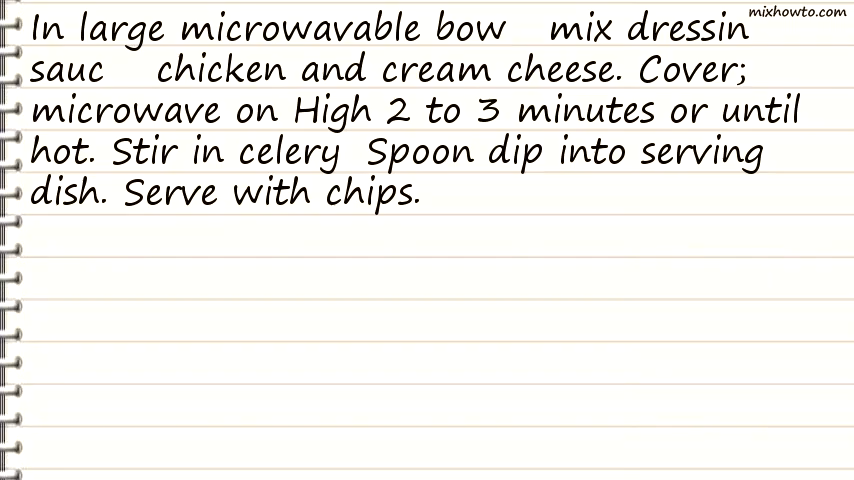 mixhowto.com
In large microwavable bow mix dressin
sauc chicken and cream cheese. Cover;
microwave on High 2 to 3 minutes or until
hot. Stir in celery Spoon dip into serving
dish. Serve with chips.